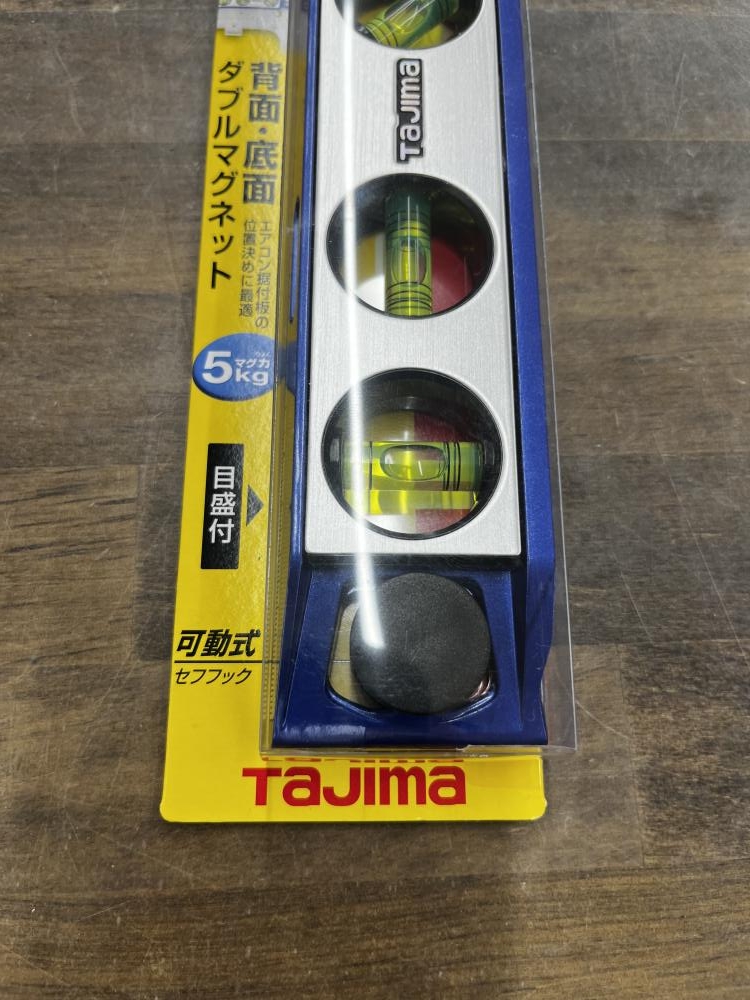 背面・底面
ダブルマグネット
エアコン据付板の
位置決めに最適
マグ力
5kg
目盛付
可動式
セフフック
Tajima
Tajima